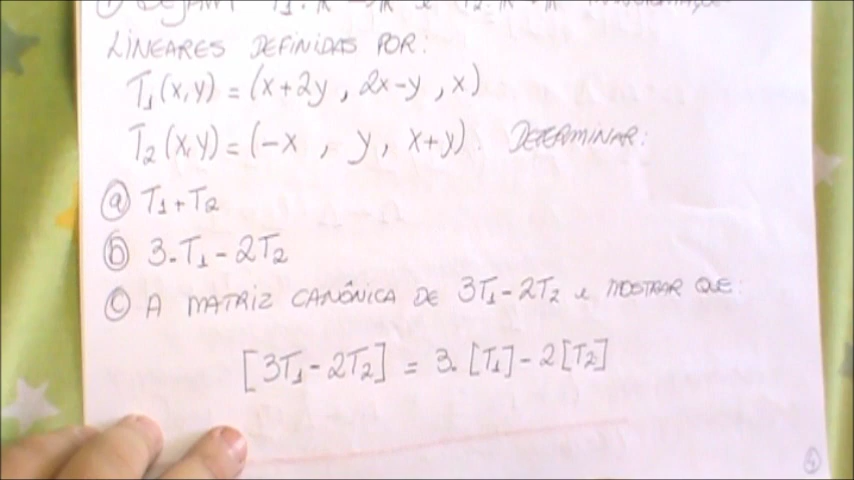 LINEARES DEFINIDAS POR:
T1(x,y) = (x+2y , 2x-y , x)
T2(x,y) = (-x , y , x+y). DETERMINAR:
a T1+T2
b 3.T1 - 2T2
c A MATRIZ CANÔNICA DE 3T1-2T2 e MOSTRAR QUE:
[3T1 - 2T2] = 3. [T1] - 2 [T2]